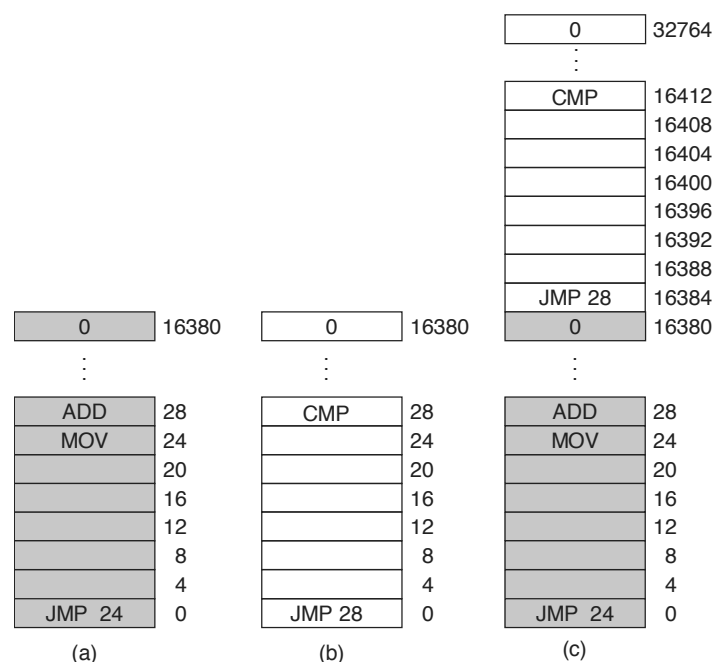 0 32764
.
.
.
CMP 16412
16408
16404
16400
16396
16392
16388
JMP 28 16384
0 16380 0 16380 0 16380
.
.
.
.
.
.
.
.
.
ADD 28 CMP 28 ADD 28
MOV 24 24 MOV 24
20 20 20
16 16 16
12 12 12
8 8 8
4 4 4
JMP 24 0 JMP 28 0 JMP 24 0
(a) (b) (c)